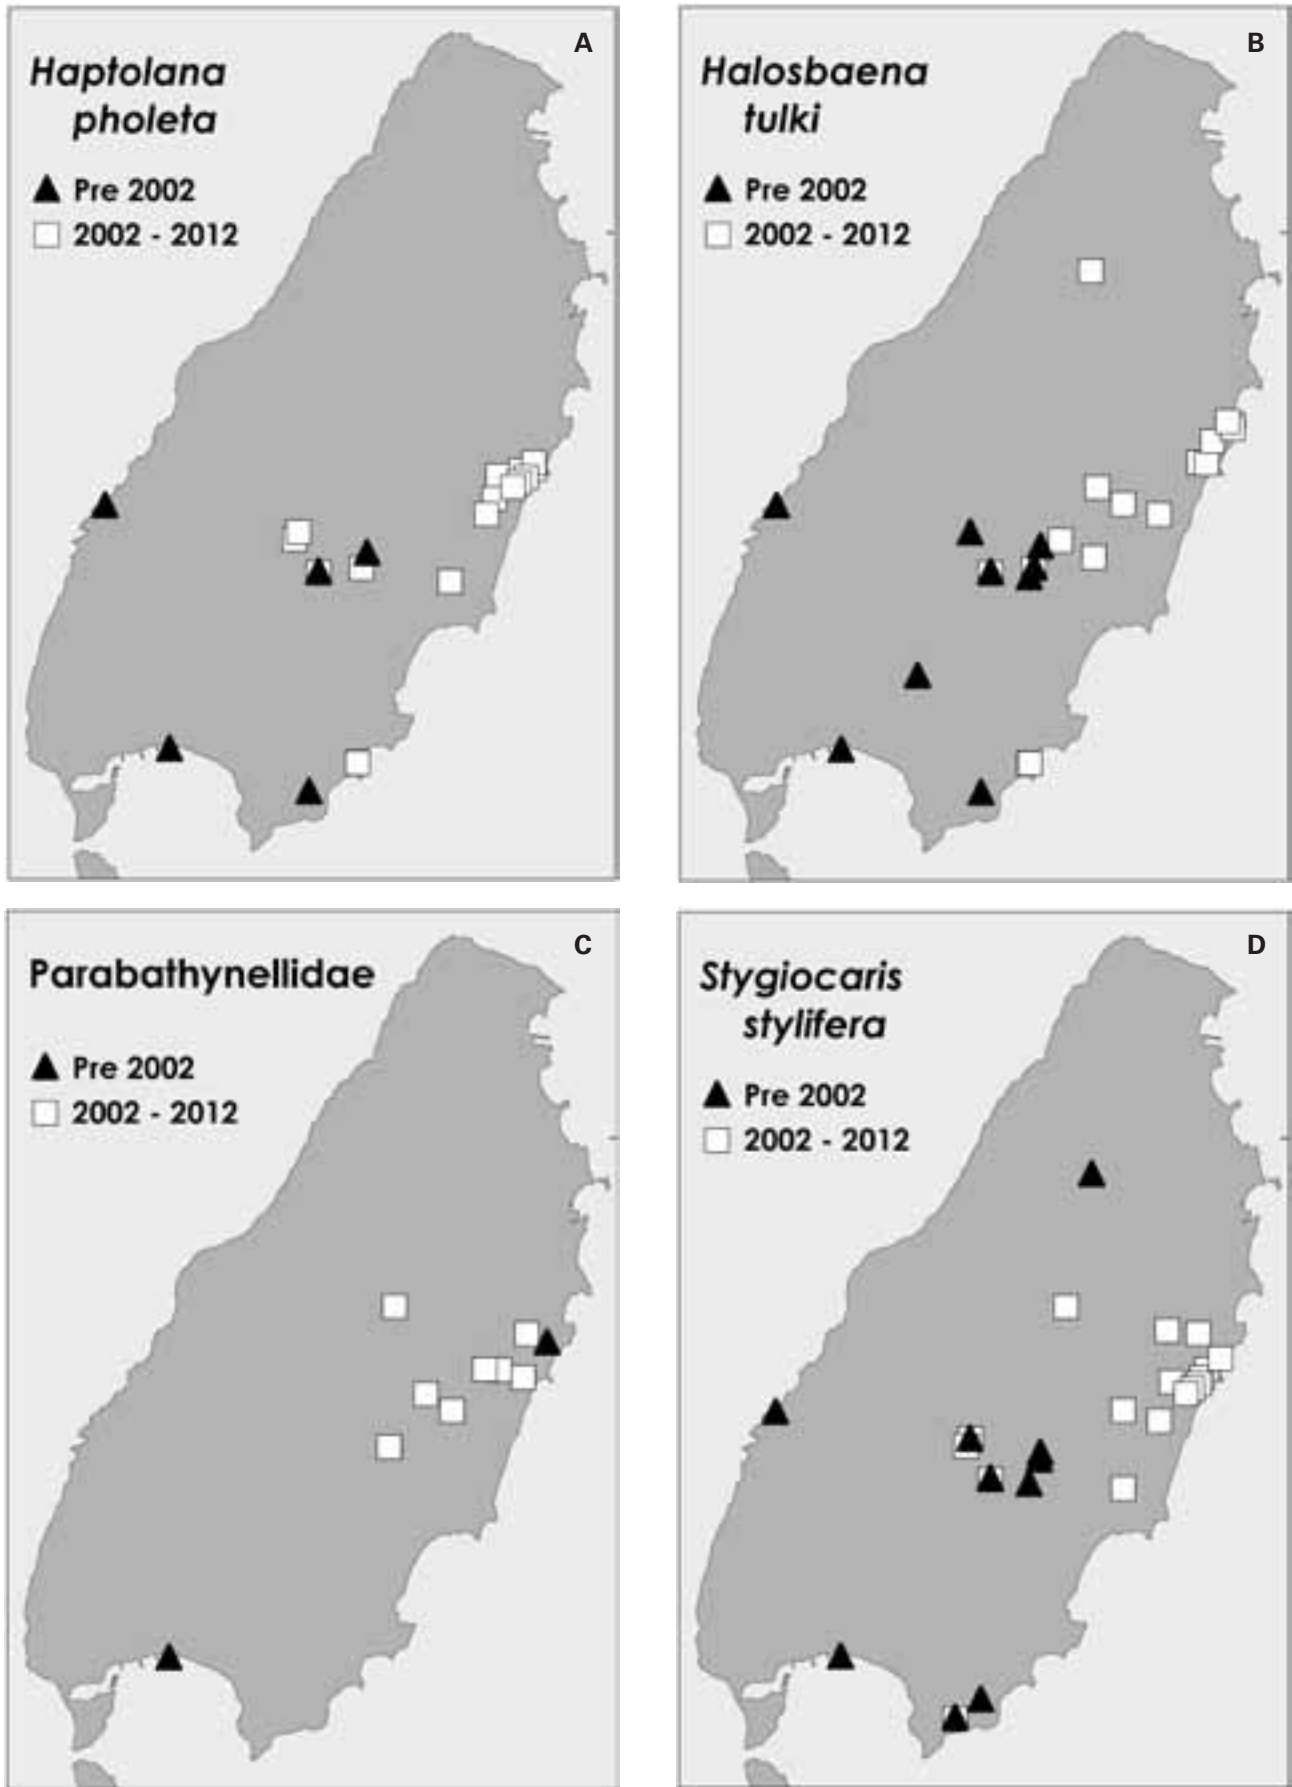 A
Haptolana
pholeta
Pre 2002
2002 - 2012
B
Halosbaena
tulki
Pre 2002
2002 - 2012
C
Parabathynellidae
Pre 2002
2002 - 2012
D
Stygiocaris
stylifera
Pre 2002
2002 - 2012